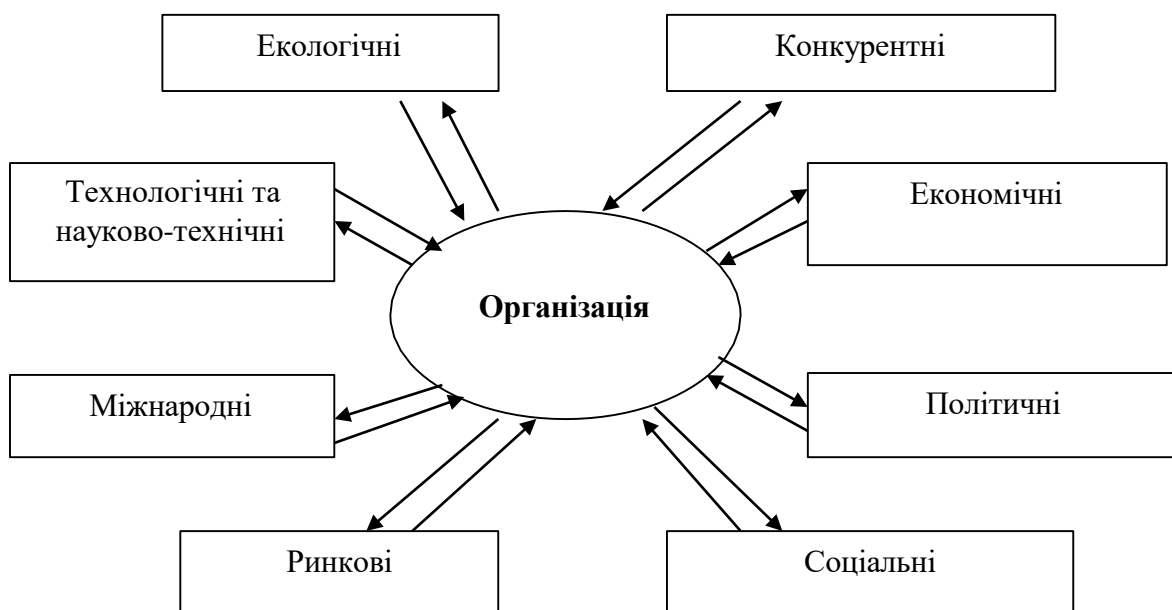 Екологічні
Конкурентні
Технологічні та
науково-технічні
Економічні
Організація
Міжнародні
Політичні
Ринкові
Соціальні